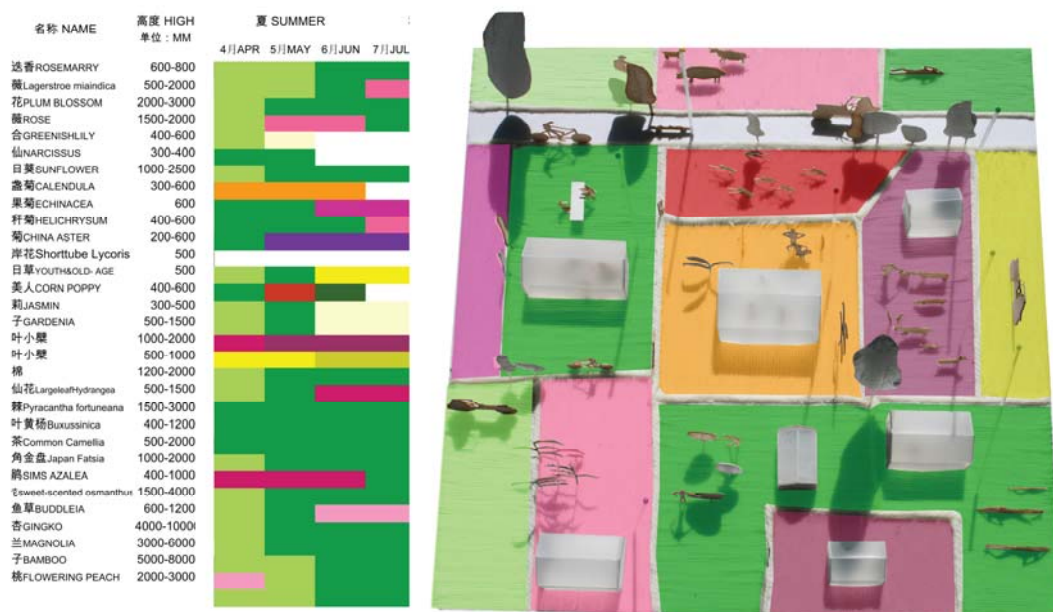 名称 NAME 高度 HIGH 夏 SUMMER
单位：MM
4月APR 5月MAY 6月JUN 7月JUL
迭香ROSEMARRY 600-800
薇Lagerstroe miaindica 500-2000
花PLUM BLOSSOM 2000-3000
薇ROSE 1500-2000
合GREENISHLILY 400-600
仙NARCISSUS 300-400
日葵SUNFLOWER 1000-2500
盏菊CALENDULA 300-600
果菊ECHINACEA 600
秆菊HELICHRYSUM 400-600
菊CHINA ASTER 200-600
岸花Shorttube Lycoris 500
日草YOUTH&OLD- AGE 500
美人CORN POPPY 400-600
莉JASMIN 300-500
子GARDENIA 500-1500
叶小檗 1000-2000
叶小檗 500-1000
棉 1200-2000
仙花LargeleafHydrangea 500-1500
棘Pyracantha fortuneana 1500-3000
叶黄杨Buxussinica 400-1200
茶Common Camellia 500-2000
角金盘Japan Fatsia 1000-2000
鹃SIMS AZALEA 400-1000
sweet-scented osmanthus 1500-4000
鱼草BUDDLEIA 600-1200
杏GINGKO 4000-1000
兰MAGNOLIA 3000-6000
子BAMBOO 5000-8000
桃FLOWERING PEACH 2000-3000